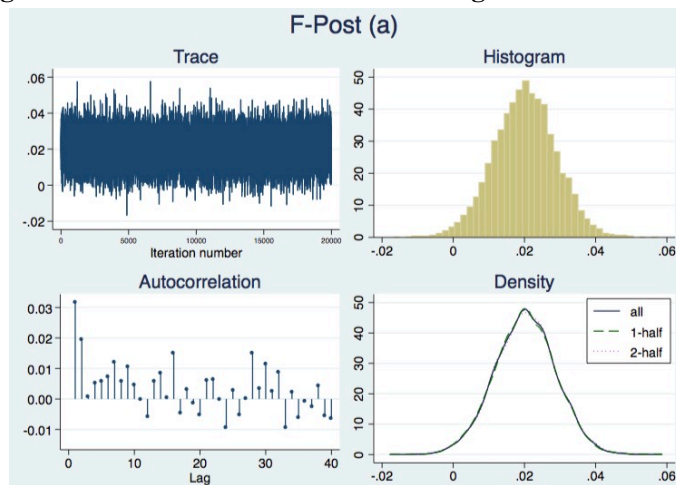 F-Post (a)
Trace
.06
.04
.02
0
-.02
0 5000 10000 15000 20000
Iteration number
Histogram
50
40
30
20
10
0
-.02 0 .02 .04 .06
Autocorrelation
0.03
0.02
0.01
0.00
-0.01
0 10 20 30 40
Lag
Density
50
40
30
20
10
0
all
1-half
2-half
-.02 0 .02 .04 .06